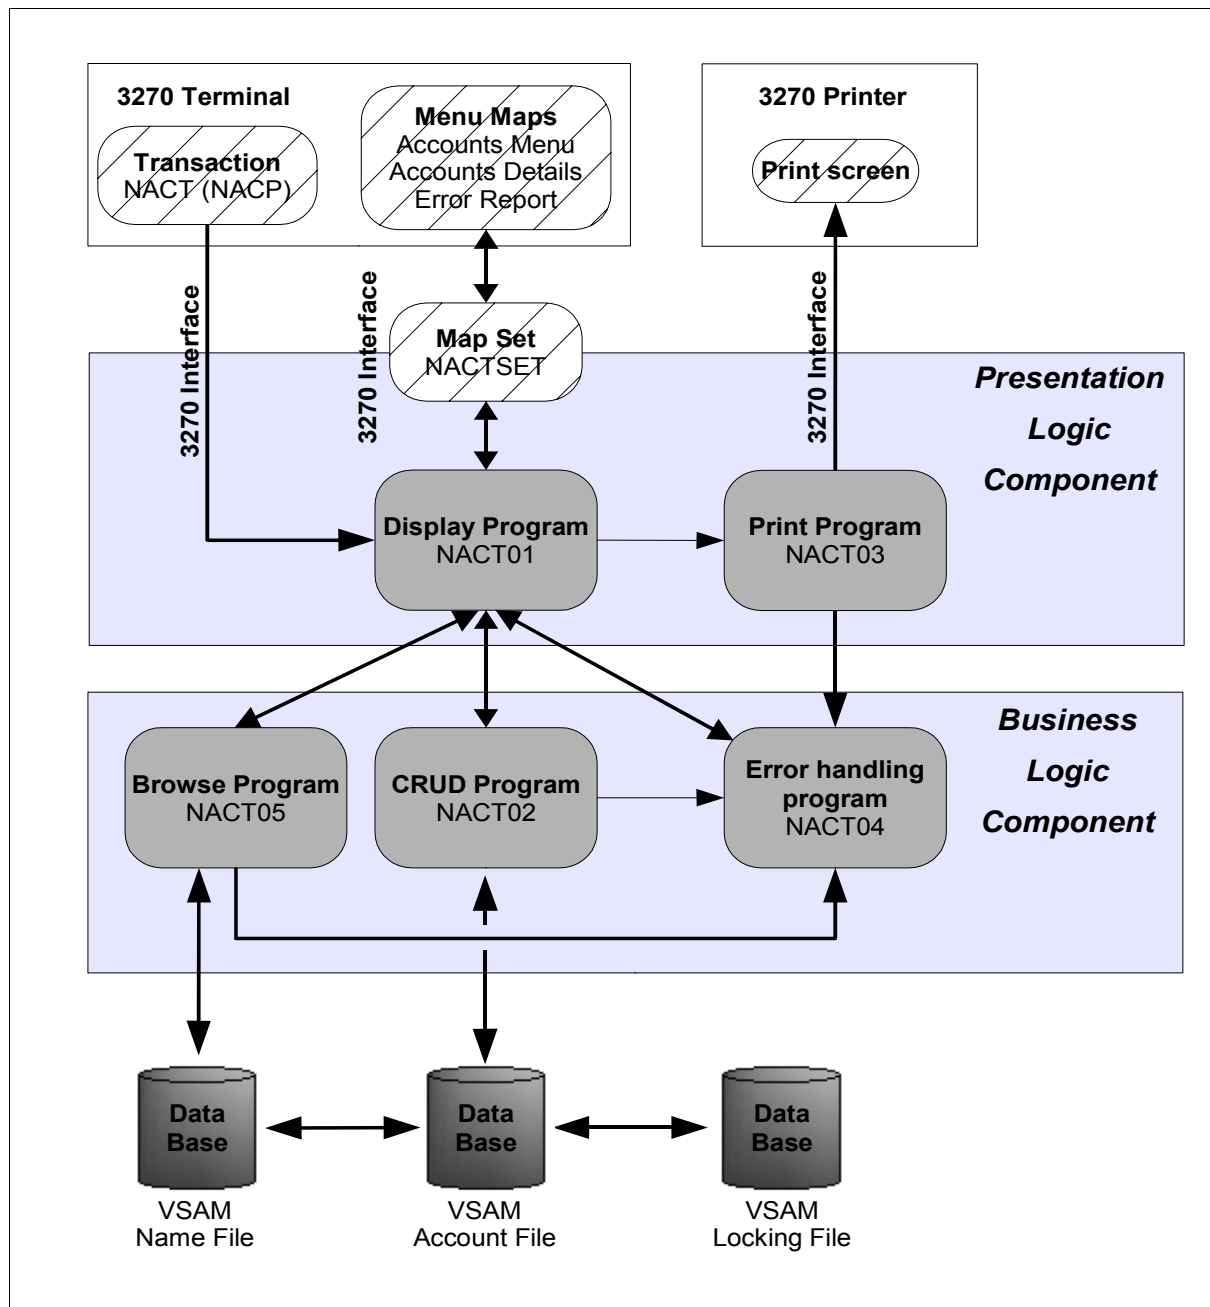 3270 Terminal
Transaction
NACT (NACP)
Menu Maps
Accounts Menu
Accounts Details
Error Report
3270 Printer
Print screen
3270 Interface
3270 Interface
3270 Interface
Map Set
NACTSET
Presentation
Logic
Component
Display Program
NACT01
Print Program
NACT03
Business
Logic
Component
Browse Program
NACT05
CRUD Program
NACT02
Error handling
program
NACT04
Data
Base
Data
Base
Data
Base
VSAM
Name File
VSAM
Account File
VSAM
Locking File